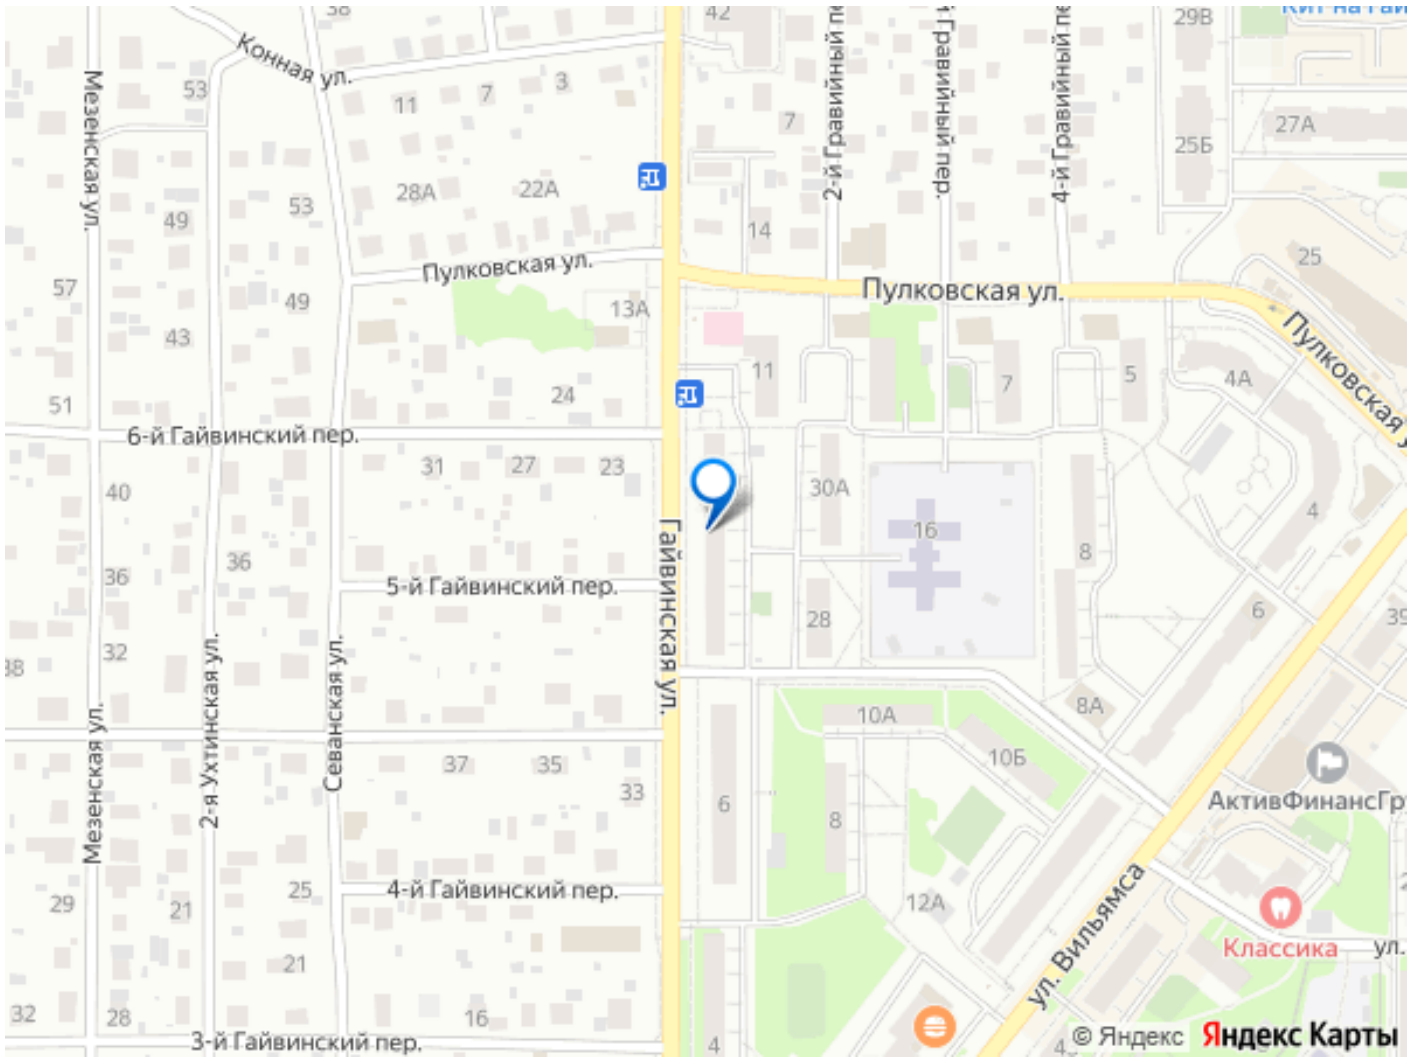 38
42
29В
Кит на Гай
Конная ул.
Мезенская ул.
53
11
7
3
2-й Гравийный пе
й Гравийный пер.
4-й Гравийный пе
7
25Б
27А
28А
22А
53
49
14
25
Пулковская ул.
Пулковская ул.
57
49
13А
43
Пулковская у
11
7
5
4А
51
24
6-й Гайвинский пер.
31
27
23
40
30А
16
4
8
Гайвинская ул.
36
36
5-й Гайвинский пер.
28
6
39
38
32
2-я Ухтинская ул.
Севанская ул.
Мезенская ул.
10А
8А
10Б
37
35
33
6
8
АктивФинансГр
ул. Вильямса
29
21
25
4-й Гайвинский пер.
12А
Классика
ул.
21
32
28
16
3-й Гайвинский пер.
4
© Яндекс Яндекс Карты